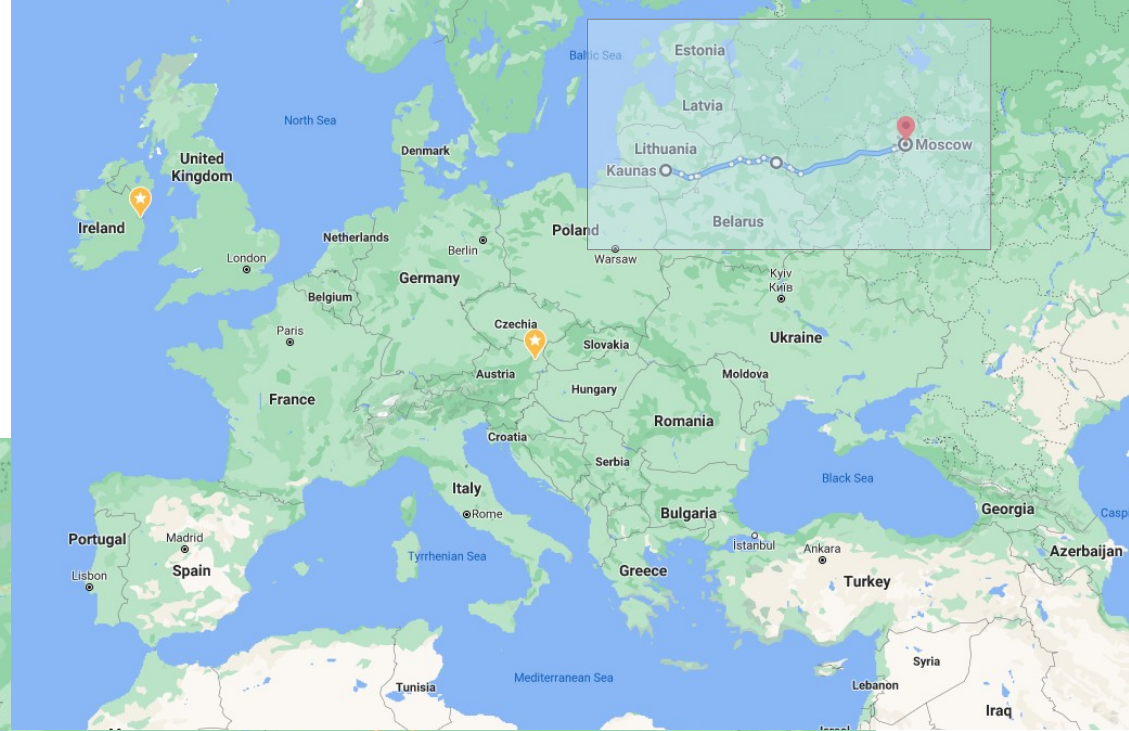 Estonia
Baltic Sea
Latvia
North Sea
Denmark
Lithuania
Moscow
United
Kingdom
Kaunas
Ireland
Belarus
Poland
Netherlands
Berlin
Warsaw
London
Germany
Kyiv
Київ
Belgium
Czechia
Paris
Ukraine
Slovakia
Austria
Moldova
Hungary
France
Romania
Croatia
Serbia
Black Sea
Italy
Rome
Bulgaria
Georgia
Casp
Portugal
Madrid
İstanbul
Ankara
Azerbaijan
Tyrrhenian Sea
Spain
Lisbon
Greece
Turkey
Syria
Mediterranean Sea
Tunisia
Lebanon
Iraq